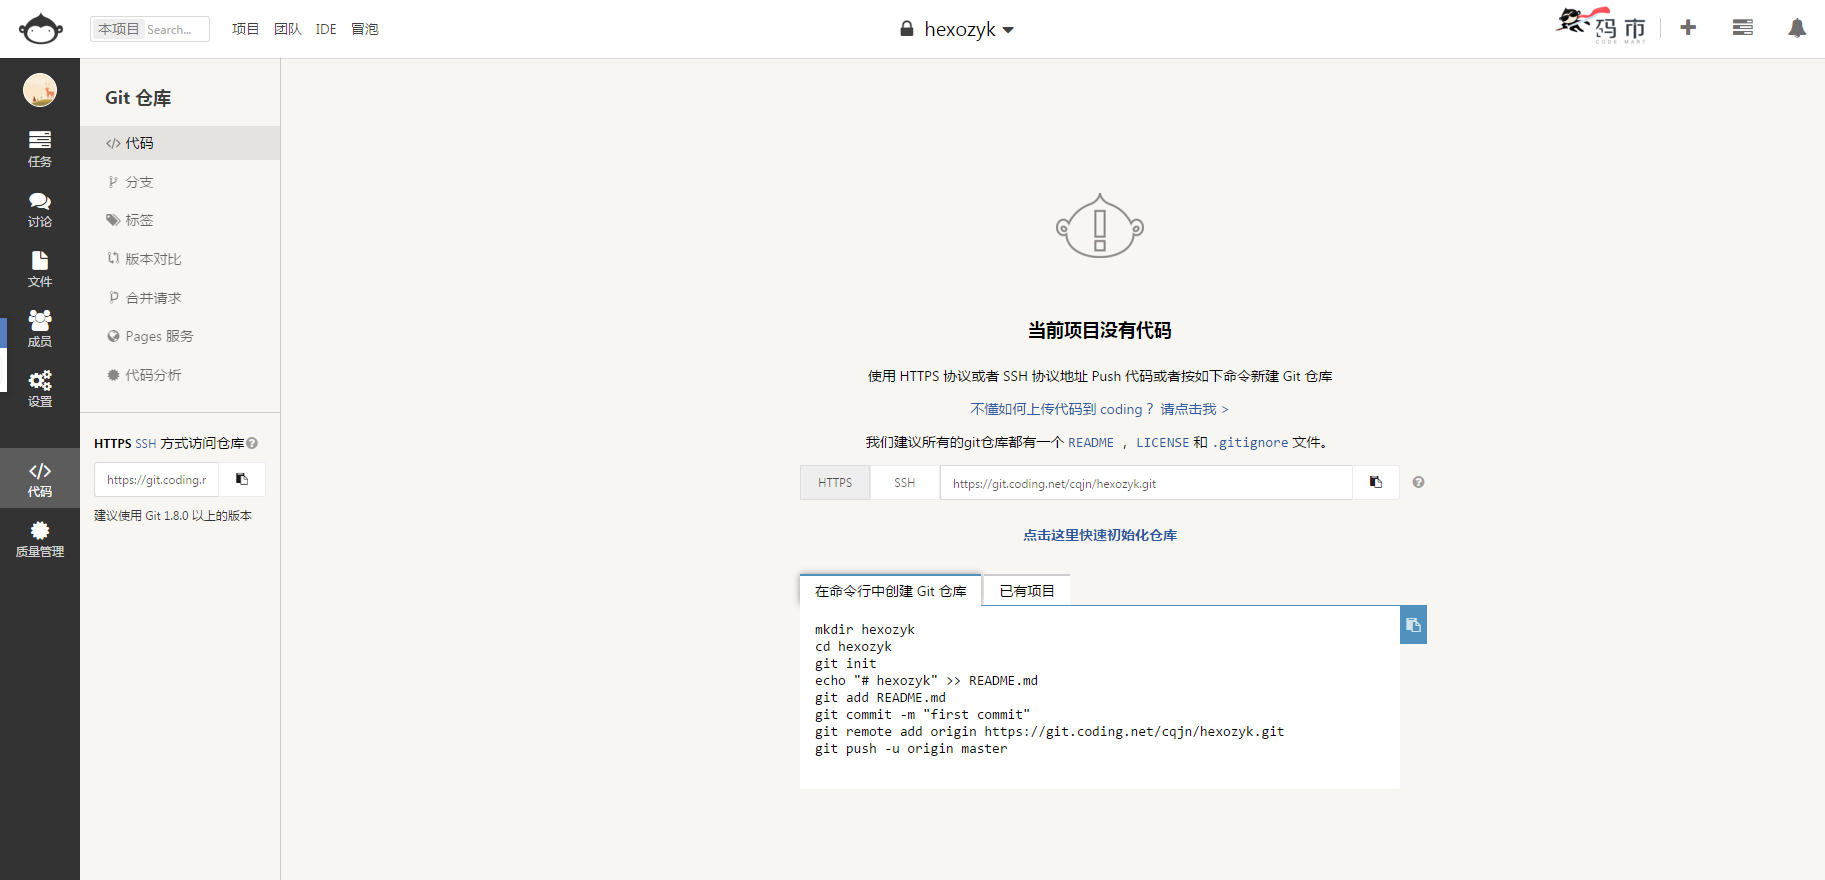 本项目 Search...
项目 团队 IDE 冒泡
hexozyk
码市
CODE MART
任务
讨论
文件
成员
设置
代码
质量管理
Git 仓库
</> 代码
分支
标签
版本对比
合并请求
Pages 服务
代码分析
HTTPS SSH 方式访问仓库
https://git.coding.r
建议使用 Git 1.8.0 以上的版本
当前项目没有代码
使用 HTTPS 协议或者 SSH 协议地址 Push 代码或者按如下命令新建 Git 仓库
不懂如何上传代码到 coding ？ 请点击我 >
我们建议所有的git仓库都有一个 README ， LICENSE 和 .gitignore 文件。
HTTPS SSH https://git.coding.net/cqjn/hexozyk.git
点击这里快速初始化仓库
在命令行中创建 Git 仓库 已有项目
mkdir hexozyk
cd hexozyk
git init
echo "# hexozyk" >> README.md
git add README.md
git commit -m "first commit"
git remote add origin https://git.coding.net/cqjn/hexozyk.git
git push -u origin master